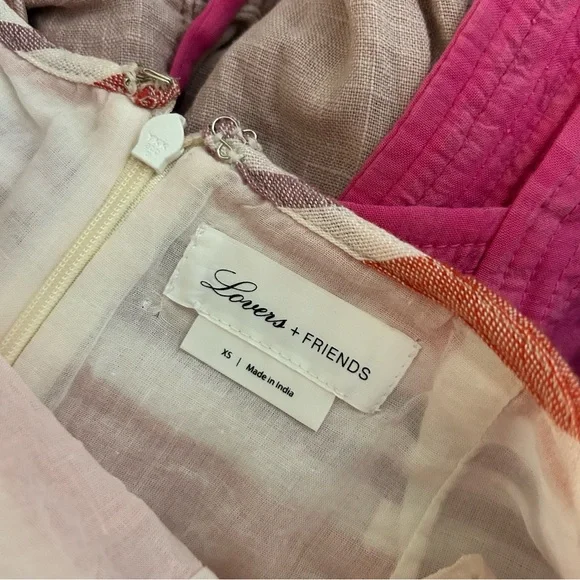 Lovers + FRIENDS
XS | Made in India